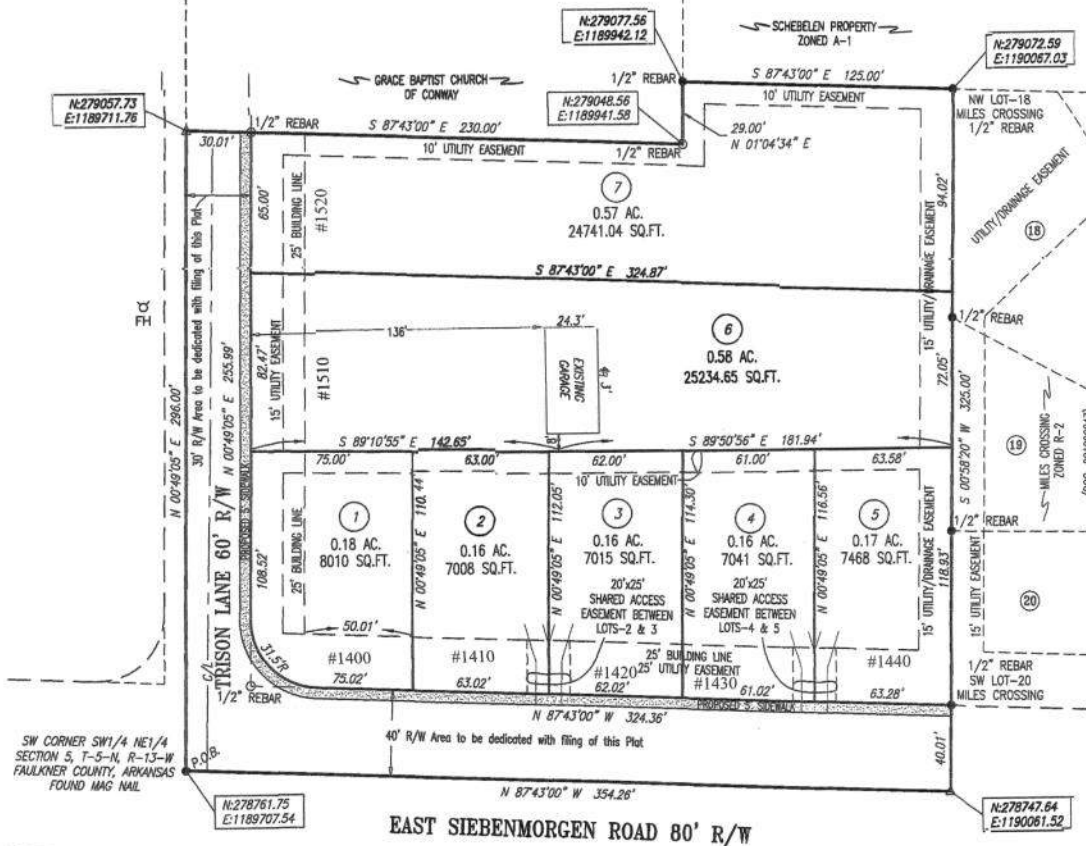 N:279077.56
E:1189942.12
SCHEBELEN PROPERTY
ZONED A-1
N:279072.59
E:1190067.03
GRACE BAPTIST CHURCH
OF CONWAY
1/2" REBAR
S 87'43'00" E 125.00'
10' UTILITY EASEMENT
N:279057.73
E:1189711.76
N:279048.56
E:1189941.58
NW LOT-18
MILES CROSSING
1/2" REBAR
1/2" REBAR
S 87'43'00" E 230.00'
10' UTILITY EASEMENT
1/2" REBAR
29.00'
N 01'04'34" E
30.01'
65.00'
25' BUILDING LINE
#1520
7
0.57 AC.
24741.04 SQ.FT.
94.02'
15' UTILITY/DRAINAGE EASEMENT
UTILITY/DRAINAGE EASEMENT
18
S 87'43'00" E 324.87'
30' R/W Area to be dedicated with filing of this Plat
FH
N 00'49'05" E 296.00'
N 00'49'05" E 255.99'
82.47'
15' UTILITY EASEMENT
#1510
136'
24.3'
EXISTING
GARAGE
6
0.58 AC.
25234.65 SQ.FT.
1/2" REBAR
72.05'
S 00'58'20" W 325.00'
19
MILES CROSSING
ZONED R-2
S 89'10'55" E 142.65'
S 89'50'56" E 181.94'
75.00'
63.00'
62.00'
61.00'
63.58'
10' UTILITY EASEMENT
PROPOSED 5' SIDEWALK
TRISON LANE 60' R/W
C/L
108.52'
25' BUILDING LINE
1
0.18 AC.
8010 SQ.FT.
N 00'49'05" E 110.44'
2
0.16 AC.
7008 SQ.FT.
N 00'49'05" E 112.05'
3
0.16 AC.
7015 SQ.FT.
N 00'49'05" E 114.30'
4
0.16 AC.
7041 SQ.FT.
N 00'49'05" E 116.56'
5
0.17 AC.
7468 SQ.FT.
15' UTILITY/DRAINAGE EASEMENT
118.93'
1/2" REBAR
15' UTILITY EASEMENT
20
20'x25'
SHARED ACCESS
EASEMENT BETWEEN
LOTS-2 & 3
20'x25'
SHARED ACCESS
EASEMENT BETWEEN
LOTS-4 & 5
50.01'
31.5'R
#1400
#1410
#1420
25' BUILDING LINE
25' UTILITY EASEMENT
#1430
#1440
1/2" REBAR
SW LOT-20
MILES CROSSING
1/2"
REBAR
75.02'
63.02'
62.02'
61.02'
63.28'
PROPOSED 5' SIDEWALK
N 87'43'00" W 324.36'
40' R/W Area to be dedicated with filing of this Plat
40.01'
SW CORNER SW1/4 NE1/4
SECTION 5, T-5-N, R-13-W
FAULKNER COUNTY, ARKANSAS
FOUND MAG NAIL
P.O.B.
N 87'43'00" W 354.26'
N:278761.75
E:1189707.54
N:278747.64
E:1190061.52
EAST SIEBENMORGEN ROAD 80' R/W